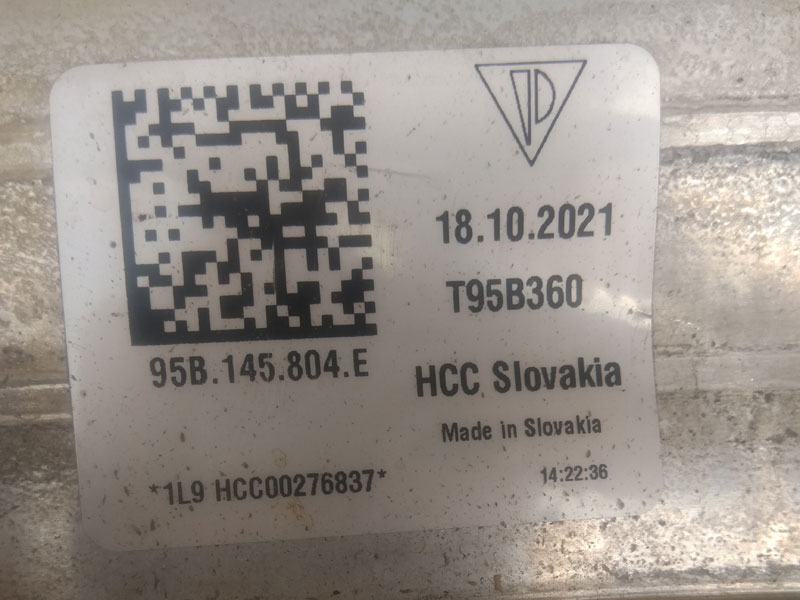 18.10.2021
T95B360
95B.145.804.E
HCC Slovakia
Made in Slovakia
*1L9 HCC00276837*
14:22:36